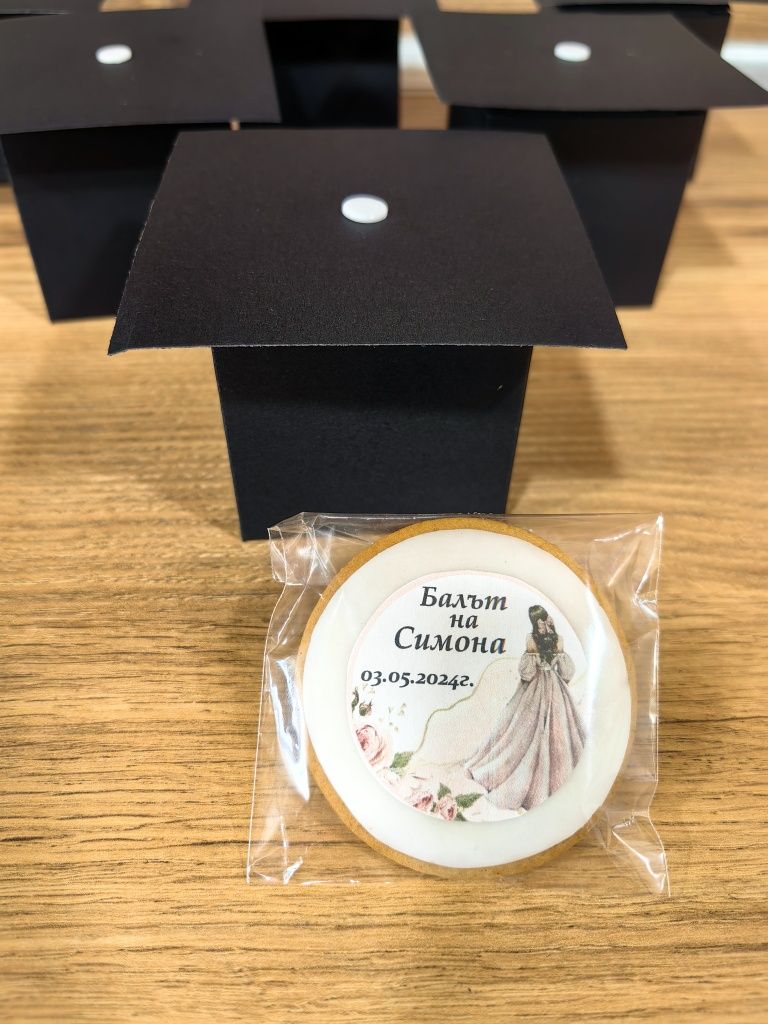 Балът
на
Симона
03.05.2024г.